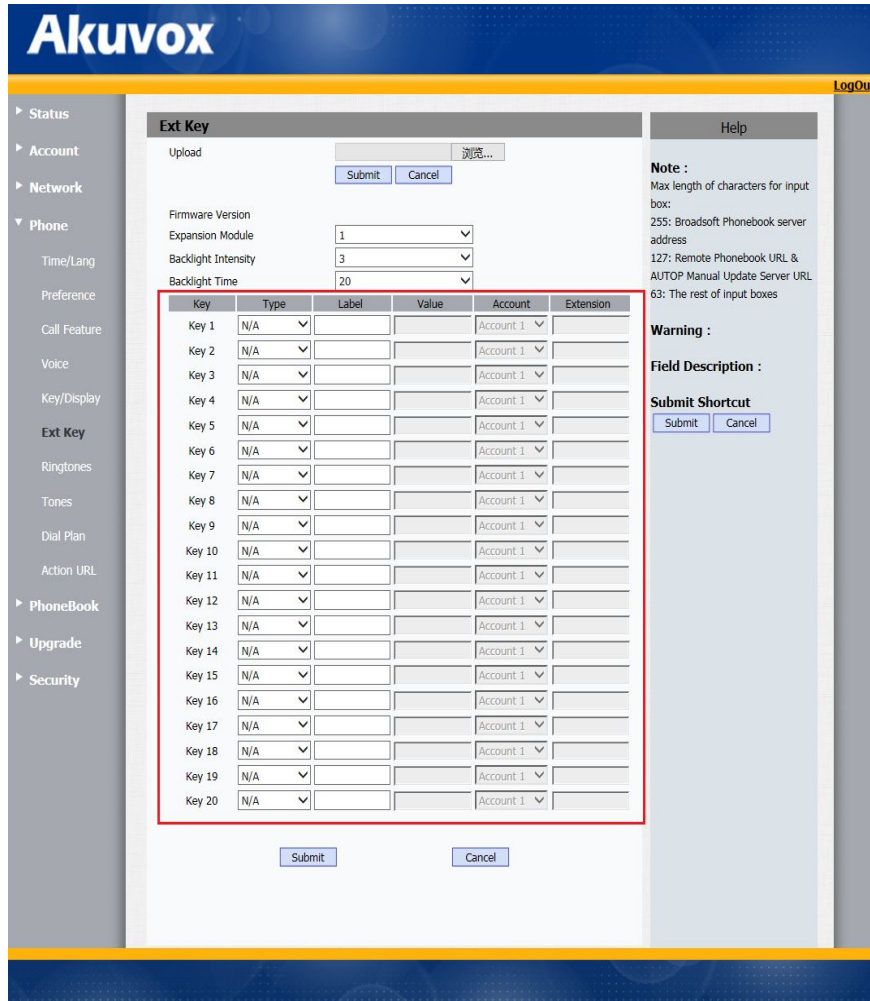 Akuvox
LogOu
Status
Account
Network
Phone
Time/Lang
Preference
Call Feature
Voice
Key/Display
Ext Key
Ringtones
Tones
Dial Plan
Action URL
PhoneBook
Upgrade
Security
Ext Key
Upload 浏览...
Submit Cancel
Firmware Version
Expansion Module 1
Backlight Intensity 3
Backlight Time 20
Key Type Label Value Account Extension
Key 1 N/A Account 1
Key 2 N/A Account 1
Key 3 N/A Account 1
Key 4 N/A Account 1
Key 5 N/A Account 1
Key 6 N/A Account 1
Key 7 N/A Account 1
Key 8 N/A Account 1
Key 9 N/A Account 1
Key 10 N/A Account 1
Key 11 N/A Account 1
Key 12 N/A Account 1
Key 13 N/A Account 1
Key 14 N/A Account 1
Key 15 N/A Account 1
Key 16 N/A Account 1
Key 17 N/A Account 1
Key 18 N/A Account 1
Key 19 N/A Account 1
Key 20 N/A Account 1
Submit Cancel
Help
Note :
Max length of characters for input
box:
255: Broadsoft Phonebook server
address
127: Remote Phonebook URL &
AUTOP Manual Update Server URL
63: The rest of input boxes
Warning :
Field Description :
Submit Shortcut
Submit Cancel